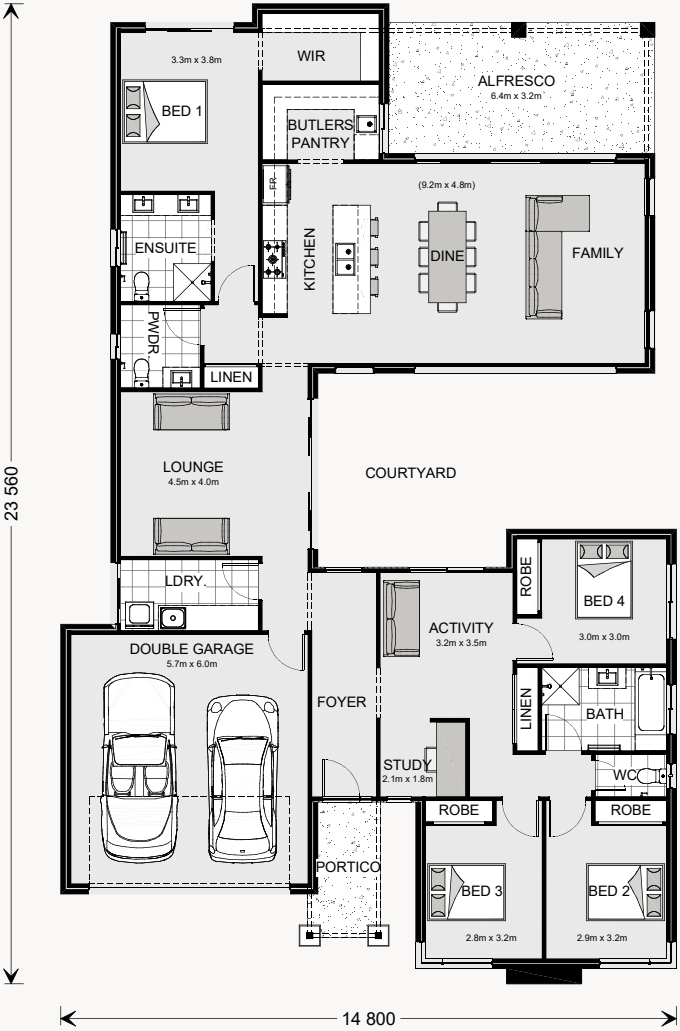 3.3m x 3.8m
WIR
BED 1
ALFRESCO
6.4m x 3.2m
BUTLERS
PANTRY
FR
(9.2m x 4.8m)
ENSUITE
KITCHEN
DINE
FAMILY
PWDR.
LINEN
LOUNGE
4.5m x 4.0m
COURTYARD
23 560
LDRY.
ROBE
BED 4
3.0m x 3.0m
ACTIVITY
3.2m x 3.5m
DOUBLE GARAGE
5.7m x 6.0m
FOYER
LINEN
BATH
STUDY
2.1m x 1.8m
WC
ROBE
ROBE
PORTICO
BED 3
BED 2
2.8m x 3.2m
2.9m x 3.2m
14 800